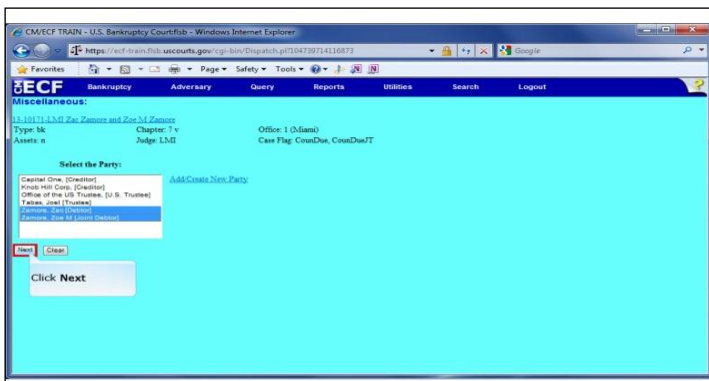 CM/ECF TRAIN - U.S. Bankruptcy Court:flsb - Windows Internet Explorer
https://ecf-train.flsb.uscourts.gov/cgi-bin/Dispatch.pl?104739714116873
Google
Favorites Page Safety Tools
ECF Bankruptcy Adversary Query Reports Utilities Search Logout ?
Miscellaneous:
13-10171-LMI Zac Zamore and Zoe M Zamore
Type: bk Chapter: 7 v Office: 1 (Miami)
Assets: n Judge: LMI Case Flag: CounDue, CounDueJT
Select the Party:
Capital One, [Creditor] Add/Create New Party
Knob Hill Corp, [Creditor]
Office of the US Trustee, [U.S. Trustee]
Tabas, Joel [Trustee]
Zamore, Zac [Debtor]
Zamore, Zoe M [Joint Debtor]
Next Clear
Click Next